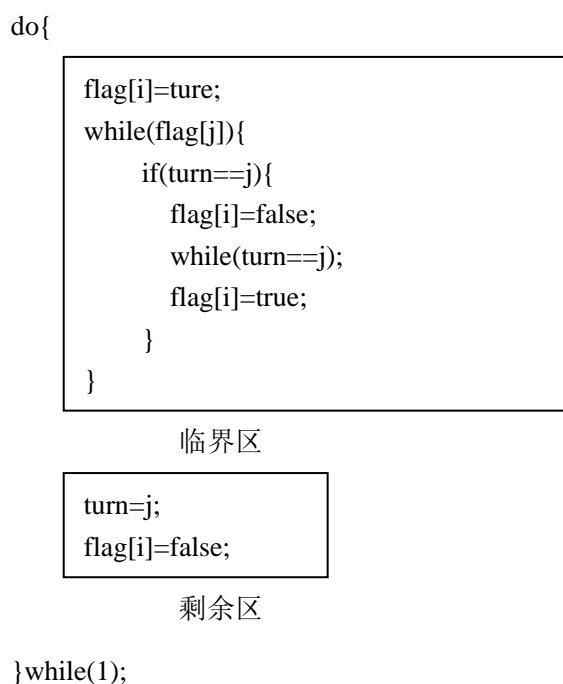 do{
flag[i]=ture;
while(flag[j]){
if(turn==j){
flag[i]=false;
while(turn==j);
flag[i]=true;
}
}
临界区
turn=j;
flag[i]=false;
剩余区
}while(1);